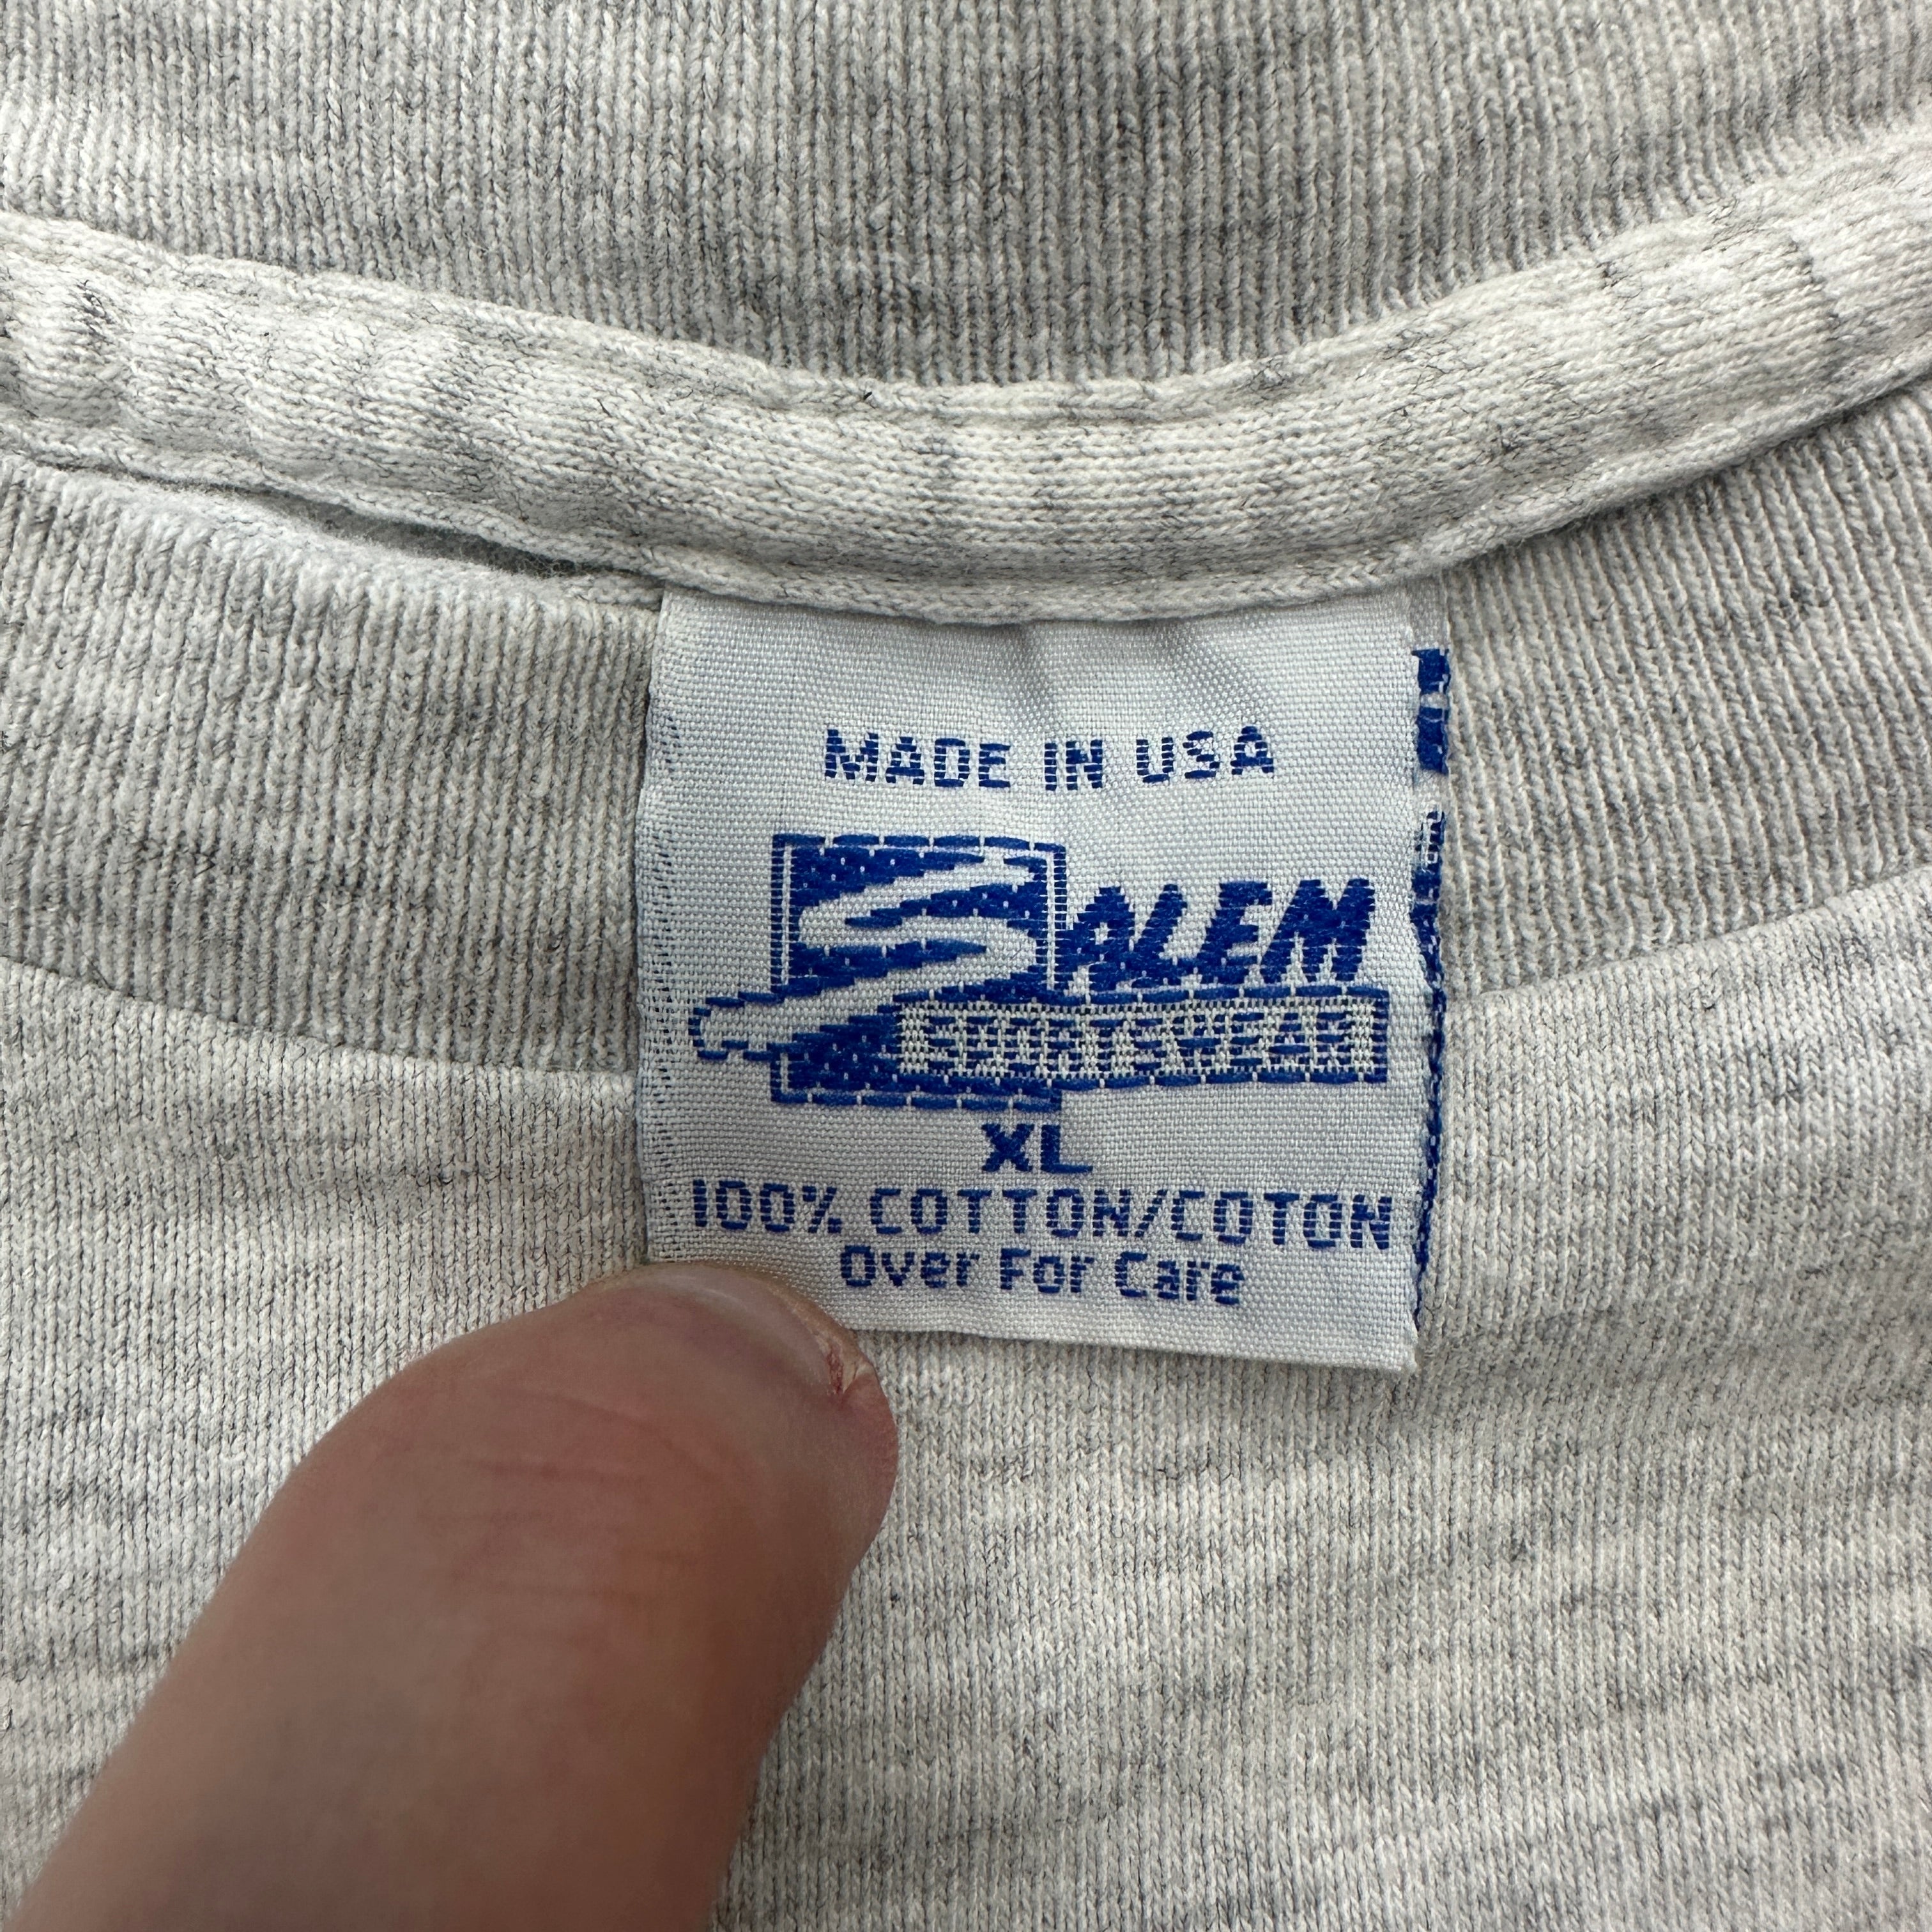 MADE IN USA
SALEM
SPORTSWEAR
XL
100% COTTON/COTON
Over For Care